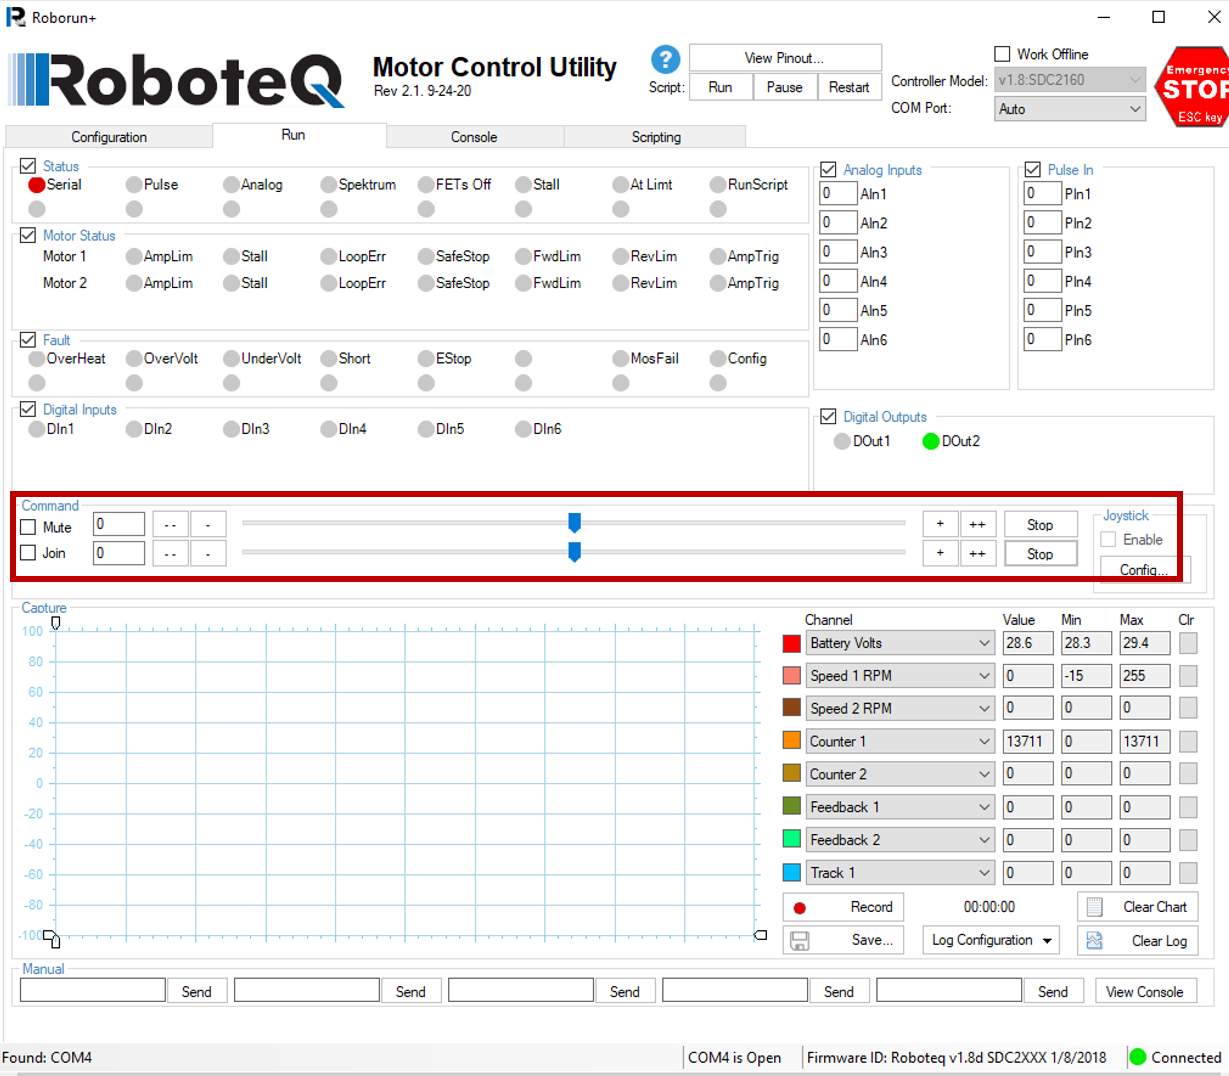 Roborun+
RoboteQ
Motor Control Utility
Rev 2.1. 9-24-20
?
Script:
View Pinout...
Run Pause Restart
Work Offline
Controller Model: v1.8:SDC2160
COM Port: Auto
Emergency
STOP
ESC key
Configuration Run Console Scripting
Status
Serial Pulse Analog Spektrum FETs Off Stall At Limt RunScript
Motor Status
Motor 1 AmpLim Stall LoopErr SafeStop FwdLim RevLim AmpTrig
Motor 2 AmpLim Stall LoopErr SafeStop FwdLim RevLim AmpTrig
Fault
OverHeat OverVolt UnderVolt Short EStop MosFail Config
Digital Inputs
DIn1 DIn2 DIn3 DIn4 DIn5 DIn6
Analog Inputs
0 AIn1
0 AIn2
0 AIn3
0 AIn4
0 AIn5
0 AIn6
Pulse In
0 PIn1
0 PIn2
0 PIn3
0 PIn4
0 PIn5
0 PIn6
Digital Outputs
DOut1 DOut2
Command
Mute 0 -- - + ++ Stop
Join 0 -- - + ++ Stop
Joystick
Enable
Config...
Capture
100
80
60
40
20
0
-20
-40
-60
-80
-100
Channel Value Min Max Clr
Battery Volts 28.6 28.3 29.4
Speed 1 RPM 0 -15 255
Speed 2 RPM 0 0 0
Counter 1 13711 0 13711
Counter 2 0 0 0
Feedback 1 0 0 0
Feedback 2 0 0 0
Track 1 0 0 0
Record 00:00:00 Clear Chart
Save... Log Configuration Clear Log
Manual
Send Send Send Send Send View Console
Found: COM4 COM4 is Open Firmware ID: Roboteq v1.8d SDC2XXX 1/8/2018 Connected